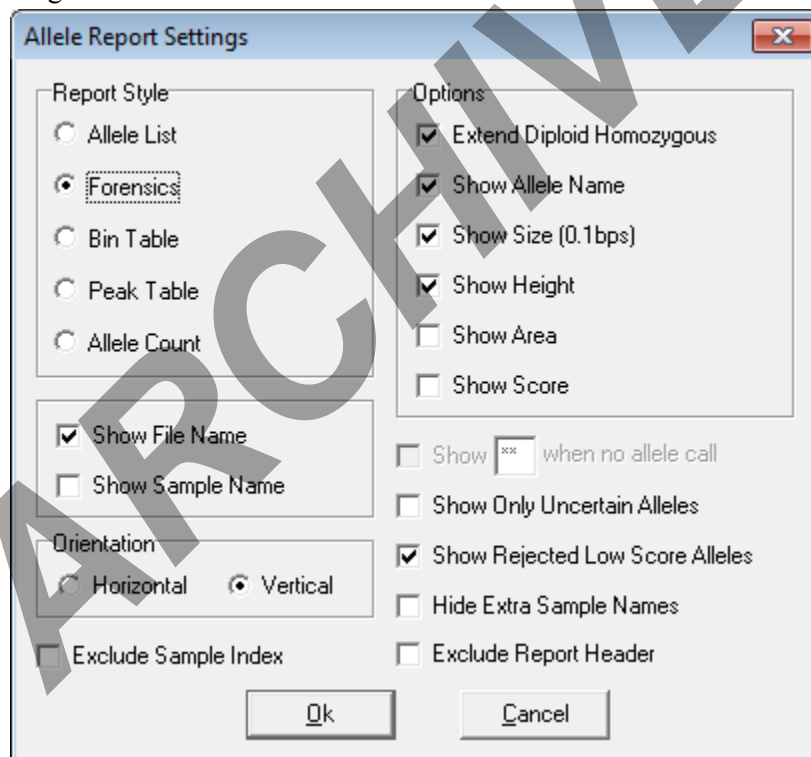 Allele Report Settings
Report Style
Allele List
Forensics
Bin Table
Peak Table
Allele Count
Show File Name
Show Sample Name
Orientation
Horizontal
Vertical
Exclude Sample Index
Options
Extend Diploid Homozygous
Show Allele Name
Show Size (0.1bps)
Show Height
Show Area
Show Score
Show ** when no allele call
Show Only Uncertain Alleles
Show Rejected Low Score Alleles
Hide Extra Sample Names
Exclude Report Header
Ok
Cancel
ARCHIVE